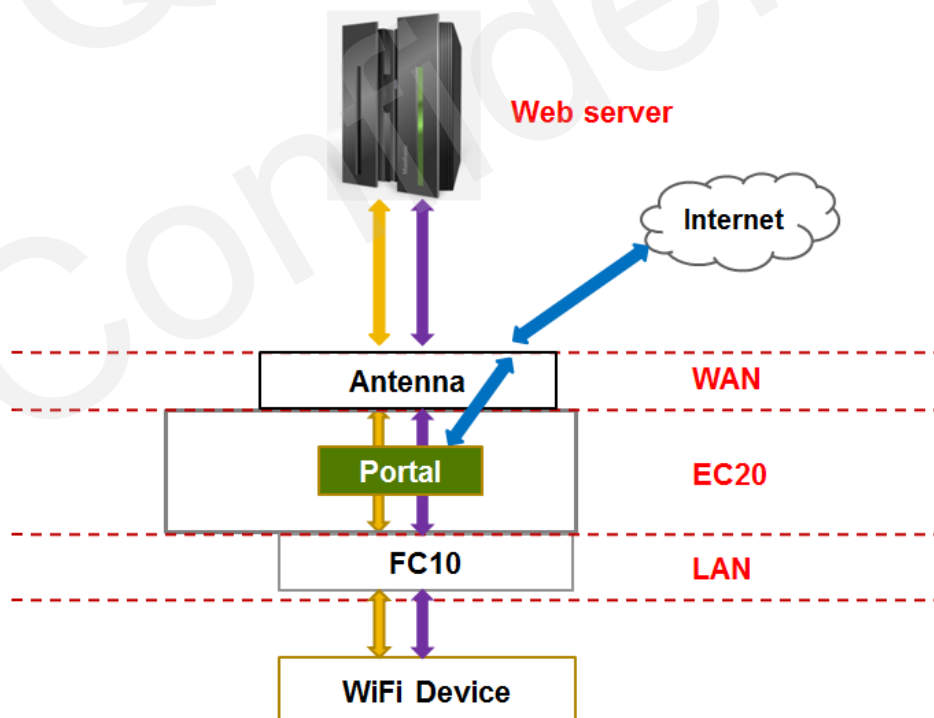 Web server
Internet
Antenna
WAN
Portal
EC20
FC10
LAN
WiFi Device